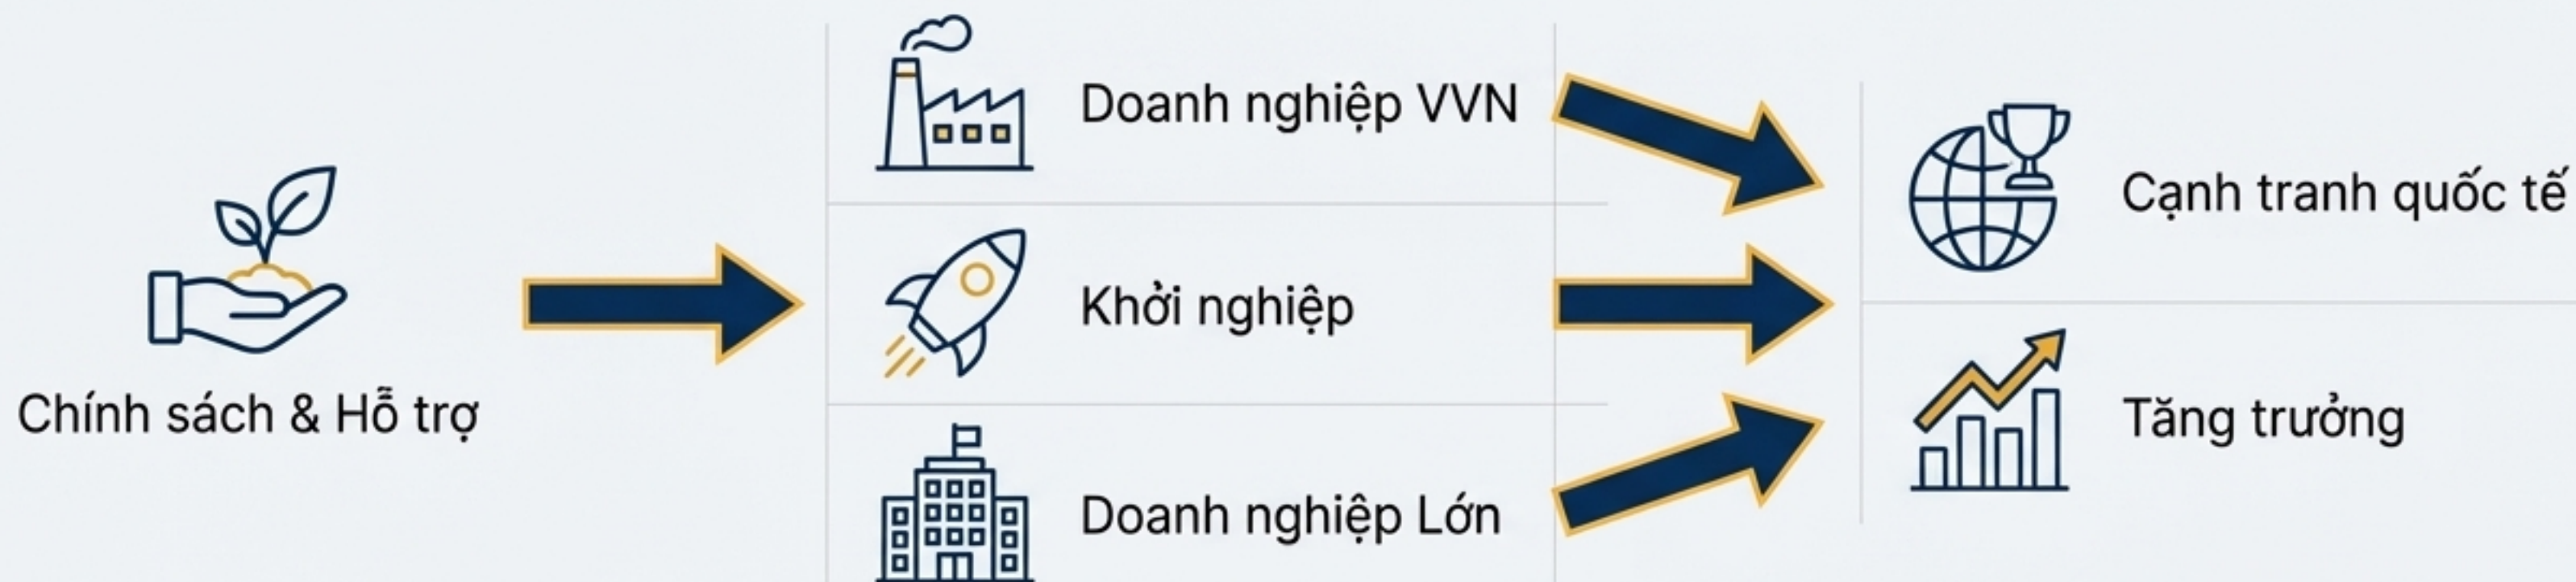 Chính sách & Hỗ trợ
Doanh nghiệp VVN
Khởi nghiệp
Doanh nghiệp Lớn
Cạnh tranh quốc tế
Tăng trưởng